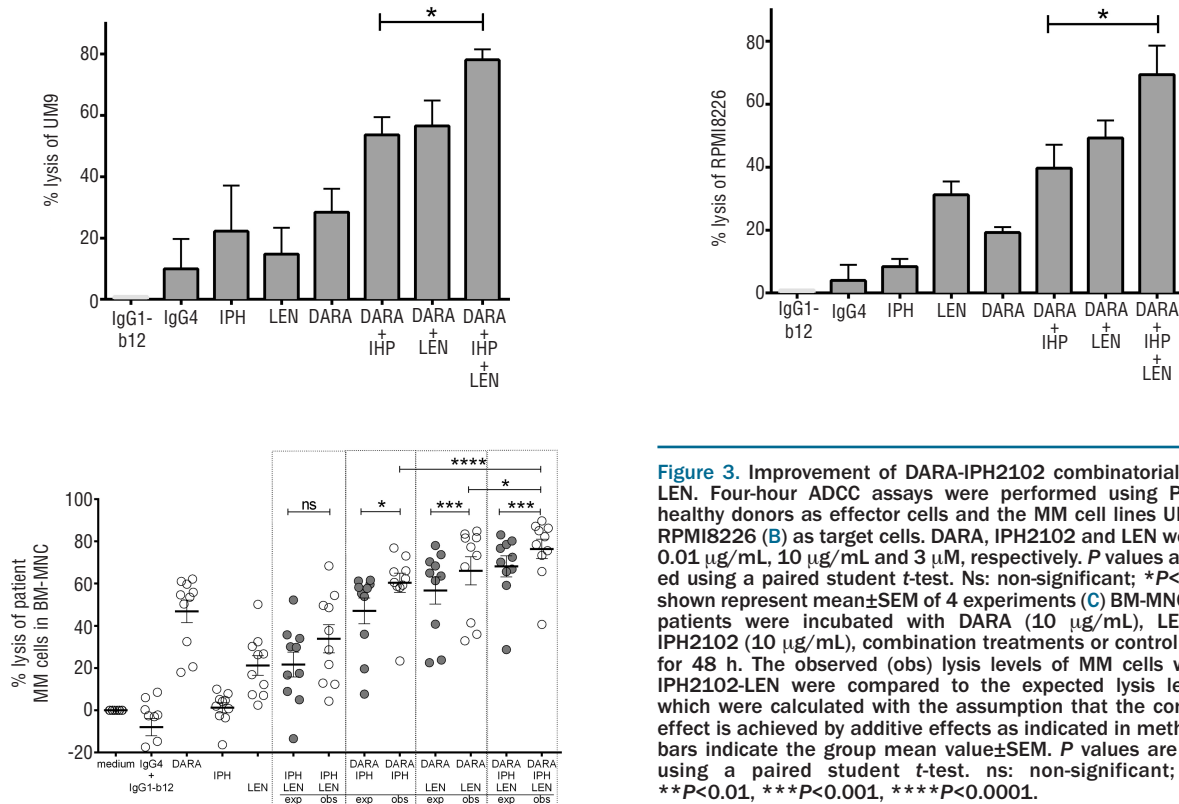 *
80
60
40
20
0
% lysis of UM9
IgG1-
b12
IgG4
IPH
LEN
DARA
DARA
+
IHP
DARA
+
LEN
DARA
+
IHP
+
LEN
*
80
60
40
20
0
% lysis of RPMI8226
IgG1-
b12
IgG4
IPH
LEN
DARA
DARA
+
IHP
DARA
+
LEN
DARA
+
IHP
+
LEN
****
*
ns
*
***
***
100
80
60
40
20
0
-20
% lysis of patient
MM cells in BM-MNC
medium
IgG4
+
IgG1-b12
DARA
IPH
LEN
IPH
LEN
exp
IPH
LEN
obs
DARA
IPH
exp
DARA
IPH
obs
DARA
LEN
exp
DARA
LEN
obs
DARA
IPH
LEN
exp
DARA
IPH
LEN
obs
Figure 3. Improvement of DARA-IPH2102 combinatorial
LEN. Four-hour ADCC assays were performed using P
healthy donors as effector cells and the MM cell lines U
RPMI8226 (B) as target cells. DARA, IPH2102 and LEN we
0.01 µg/mL, 10 µg/mL and 3 µM, respectively. P values a
ed using a paired student t-test. Ns: non-significant; *P<
shown represent mean±SEM of 4 experiments (C) BM-MNC
patients were incubated with DARA (10 µg/mL), LE
IPH2102 (10 µg/mL), combination treatments or control
for 48 h. The observed (obs) lysis levels of MM cells w
IPH2102-LEN were compared to the expected lysis le
which were calculated with the assumption that the co
effect is achieved by additive effects as indicated in meth
bars indicate the group mean value±SEM. P values are
using a paired student t-test. ns: non-significant;
**P<0.01, ***P<0.001, ****P<0.0001.